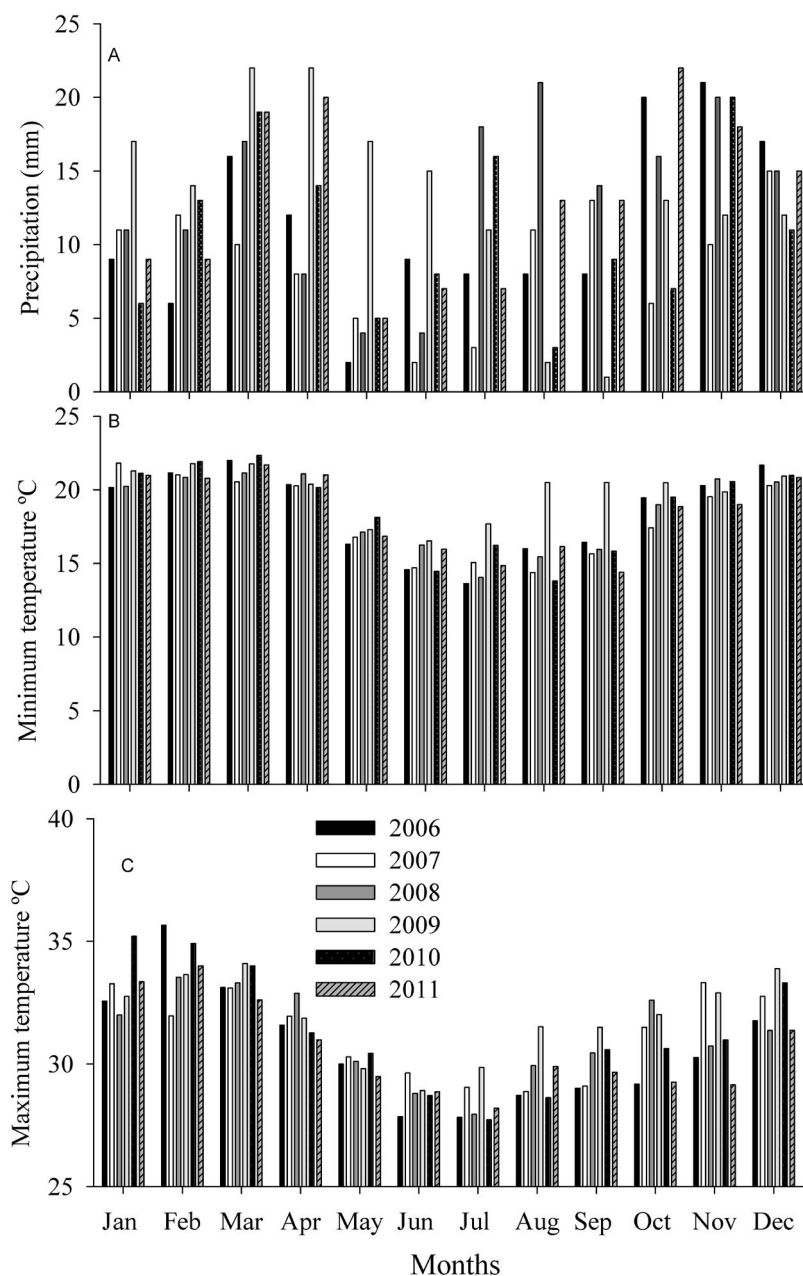 A
Precipitation (mm)
25
20
15
10
5
0
B
Minimum temperature ºC
25
20
15
10
5
0
C
Maximum temperature ºC
40
35
30
25
2006
2007
2008
2009
2010
2011
Jan Feb Mar Apr May Jun Jul Aug Sep Oct Nov Dec
Months